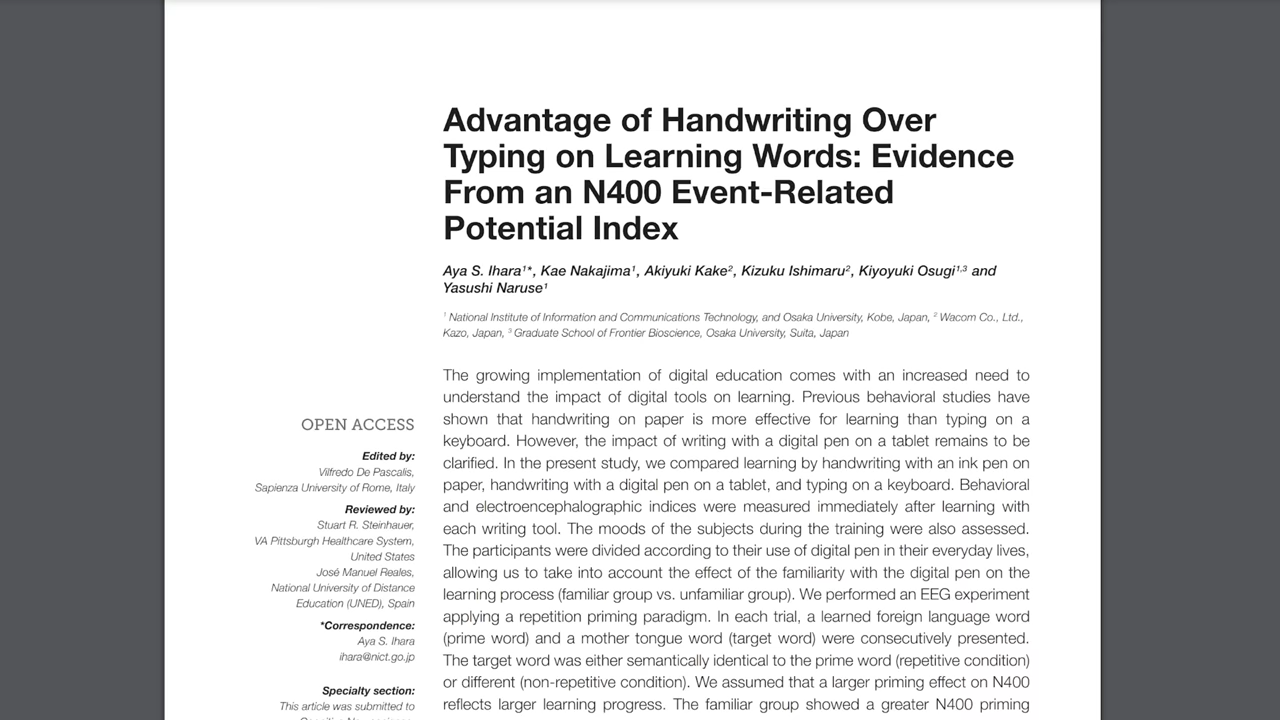 Advantage of Handwriting Over
Typing on Learning Words: Evidence
From an N400 Event-Related
Potential Index
Aya S. Ihara¹*, Kae Nakajima¹, Akiyuki Kake², Kizuku Ishimaru², Kiyoyuki Osugi¹,³ and
Yasushi Naruse¹
¹ National Institute of Information and Communications Technology, and Osaka University, Kobe, Japan, ² Wacom Co., Ltd.,
Kazo, Japan, ³ Graduate School of Frontier Bioscience, Osaka University, Suita, Japan
OPEN ACCESS
Edited by:
Vilfredo De Pascalis,
Sapienza University of Rome, Italy
Reviewed by:
Stuart R. Steinhauer,
VA Pittsburgh Healthcare System,
United States
José Manuel Reales,
National University of Distance
Education (UNED), Spain
*Correspondence:
Aya S. Ihara
ihara@nict.go.jp
Specialty section:
This article was submitted to
The growing implementation of digital education comes with an increased need to
understand the impact of digital tools on learning. Previous behavioral studies have
shown that handwriting on paper is more effective for learning than typing on a
keyboard. However, the impact of writing with a digital pen on a tablet remains to be
clarified. In the present study, we compared learning by handwriting with an ink pen on
paper, handwriting with a digital pen on a tablet, and typing on a keyboard. Behavioral
and electroencephalographic indices were measured immediately after learning with
each writing tool. The moods of the subjects during the training were also assessed.
The participants were divided according to their use of digital pen in their everyday lives,
allowing us to take into account the effect of the familiarity with the digital pen on the
learning process (familiar group vs. unfamiliar group). We performed an EEG experiment
applying a repetition priming paradigm. In each trial, a learned foreign language word
(prime word) and a mother tongue word (target word) were consecutively presented.
The target word was either semantically identical to the prime word (repetitive condition)
or different (non-repetitive condition). We assumed that a larger priming effect on N400
reflects larger learning progress. The familiar group showed a greater N400 priming